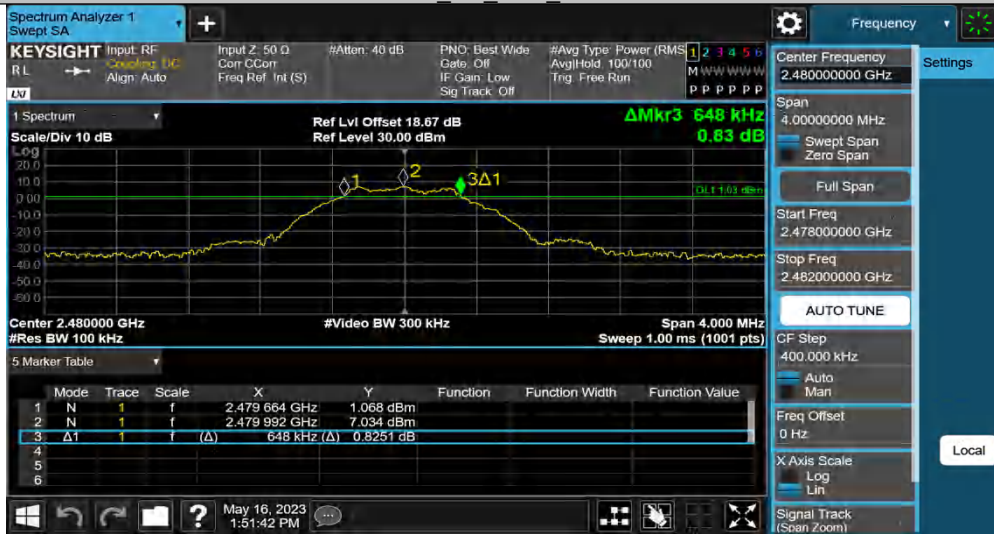 Spectrum Analyzer 1
Swept SA
+
Frequency
KEYSIGHT
RL
LXI
Input: RF
Coupling: DC
Align: Auto
Input Z: 50 Ω
Corr CCorr
Freq Ref: Int (S)
#Atten: 40 dB
PNO: Best Wide
Gate: Off
IF Gain: Low
Sig Track: Off
#Avg Type: Power (RMS
Avg|Hold: 100/100
Trig: Free Run
1 2 3 4 5 6
M W W W W W
P P P P P P
1 Spectrum
Scale/Div 10 dB
Ref Lvl Offset 18.67 dB
Ref Level 30.00 dBm
ΔMkr3 648 kHz
0.83 dB
Log
20.0
10.0
0.00
-10.0
-20.0
-30.0
-40.0
-50.0
-60.0
1
2
3Δ1
DL1 1.03 dBm
Center 2.480000 GHz
#Video BW 300 kHz
Span 4.000 MHz
#Res BW 100 kHz
Sweep 1.00 ms (1001 pts)
5 Marker Table
Mode Trace Scale X Y Function Function Width Function Value
1 N 1 f 2.479 664 GHz 1.068 dBm
2 N 1 f 2.479 992 GHz 7.034 dBm
3 Δ1 1 f (Δ) 648 kHz (Δ) 0.8251 dB
4
5
6
?
May 16, 2023
1:51:42 PM
Center Frequency
2.480000000 GHz
Span
4.00000000 MHz
Swept Span
Zero Span
Full Span
Start Freq
2.478000000 GHz
Stop Freq
2.482000000 GHz
AUTO TUNE
CF Step
400.000 kHz
Auto
Man
Freq Offset
0 Hz
X Axis Scale
Log
Lin
Signal Track
(Span Zoom)
Settings
Local